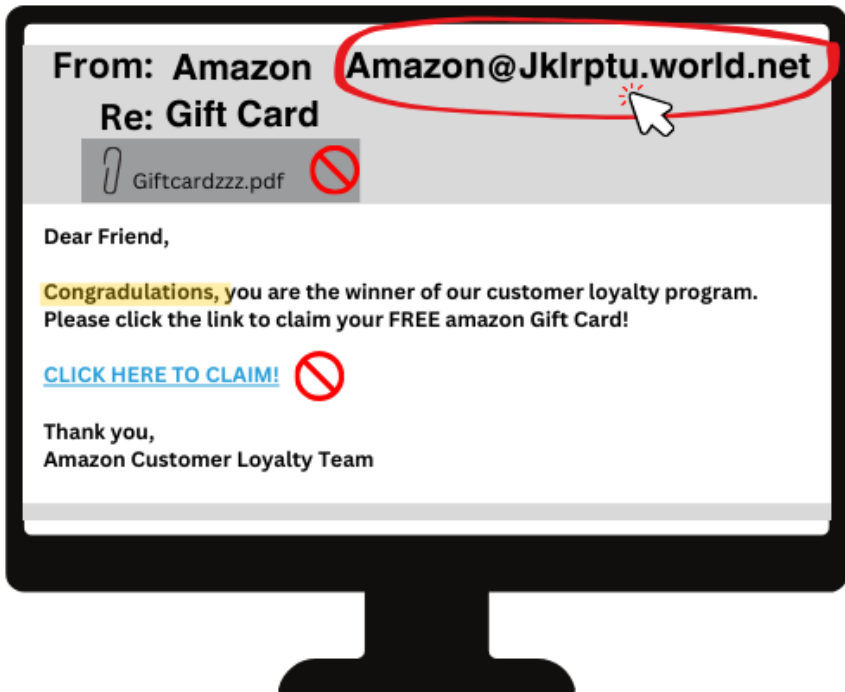 From: Amazon Amazon@Jklrptu.world.net
Re: Gift Card
Giftcardzzz.pdf
Dear Friend,
Congradulations, you are the winner of our customer loyalty program.
Please click the link to claim your FREE amazon Gift Card!
CLICK HERE TO CLAIM!
Thank you,
Amazon Customer Loyalty Team